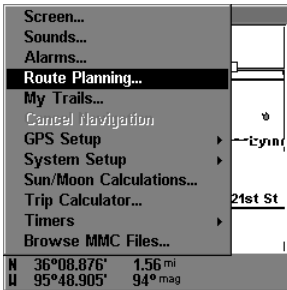 Screen...
Sounds...
Alarms...
Route Planning...
My Trails...
Cancel Navigation
GPS Setup
System Setup
Sun/Moon Calculations...
Trip Calculator...
21st St
Timers
Browse MMC Files...
N 36°08.876' 1.56 mi
W 95°48.905' 94° mag